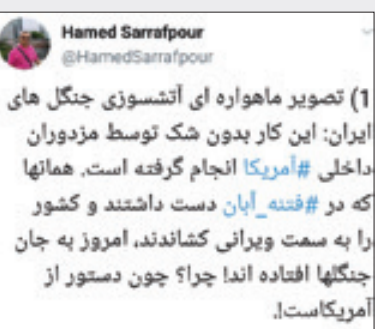 Hamed Sarrafpour
@HamedSarrafpour
1) تصویر ماهواره ای آتشسوزی جنگل های
ایران: این کار بدون شک توسط مزدوران
داخلی #آمریکا انجام گرفته است. همانها
که در #فتنه_آبان دست داشتند و کشور
را به سمت ویرانی کشاندند، امروز به جان
جنگلها افتاده اند! چرا؟ چون دستور از
آمریکاست!.